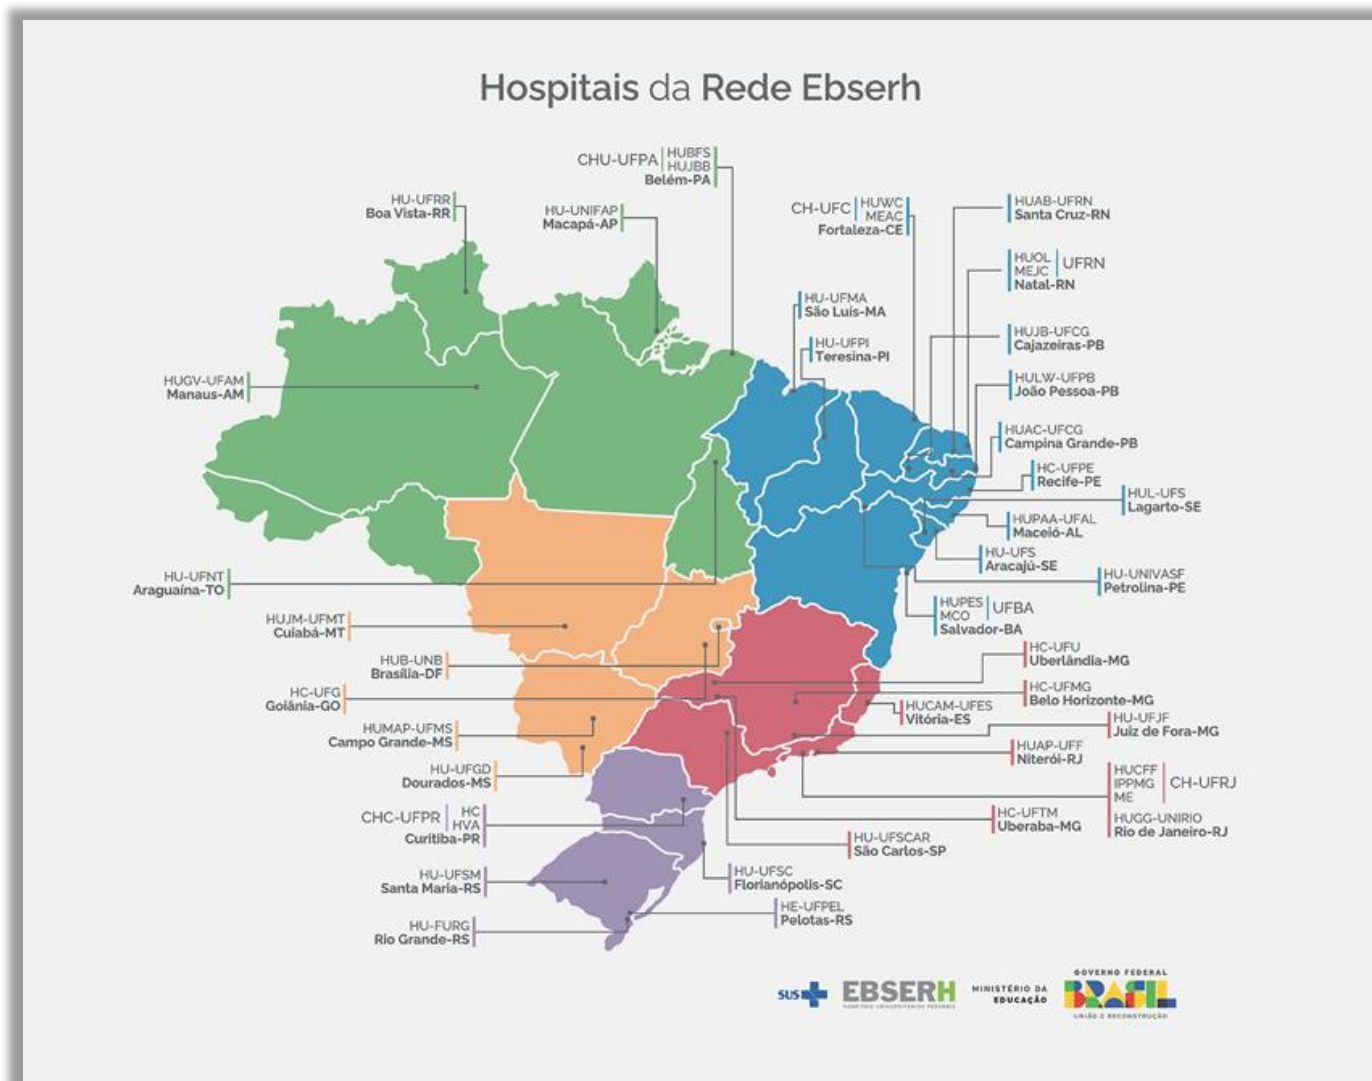 Hospitais da Rede Ebserh
CHU-UFPA
HUBFS
HUJBB
Belém-PA
HU-UFRR
Boa Vista-RR
HU-UNIFAP
Macapá-AP
CH-UFC
HUWC
MEAC
Fortaleza-CE
HUAB-UFRN
Santa Cruz-RN
HUOL
MEJC
UFRN
Natal-RN
HU-UFMA
São Luís-MA
HU-UFPI
Teresina-PI
HUJB-UFCG
Cajazeiras-PB
HULW-UFPB
João Pessoa-PB
HUGV-UFAM
Manaus-AM
HUAC-UFCG
Campina Grande-PB
HC-UFPE
Recife-PE
HUL-UFS
Lagarto-SE
HUPAA-UFAL
Maceió-AL
HU-UFS
Aracajú-SE
HU-UNIVASF
Petrolina-PE
HU-UFNT
Araguaína-TO
HUPES
MCO
UFBA
Salvador-BA
HUJM-UFMT
Cuiabá-MT
HUB-UNB
Brasília-DF
HC-UFU
Uberlândia-MG
HC-UFG
Goiânia-GO
HC-UFMG
Belo Horizonte-MG
HUCAM-UFES
Vitória-ES
HUMAP-UFMS
Campo Grande-MS
HU-UFJF
Juiz de Fora-MG
HUAP-UFF
Niterói-RJ
HU-UFGD
Dourados-MS
HUCFF
IPPMG
ME
CH-UFRJ
HUGG-UNIRIO
Rio de Janeiro-RJ
CHC-UFPR
HC
HVA
Curitiba-PR
HC-UFTM
Uberaba-MG
HU-UFSCAR
São Carlos-SP
HU-UFSM
Santa Maria-RS
HU-UFSC
Florianópolis-SC
HE-UFPEL
Pelotas-RS
HU-FURG
Rio Grande-RS
SUS
EBSERH
HOSPITAIS UNIVERSITÁRIOS FEDERAIS
MINISTÉRIO DA
EDUCAÇÃO
GOVERNO FEDERAL
BRASIL
UNIÃO E RECONSTRUÇÃO